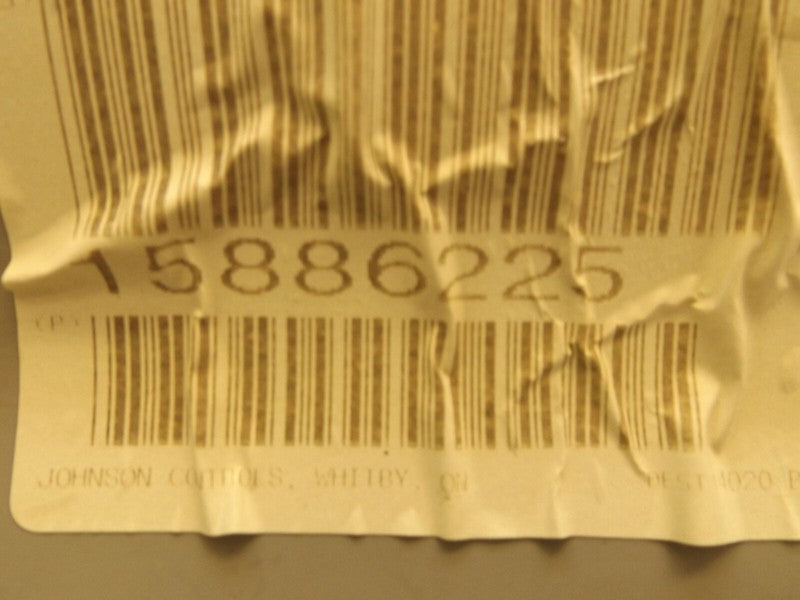 15886225
(P)
JOHNSON CONTROLS, WHITBY, ON